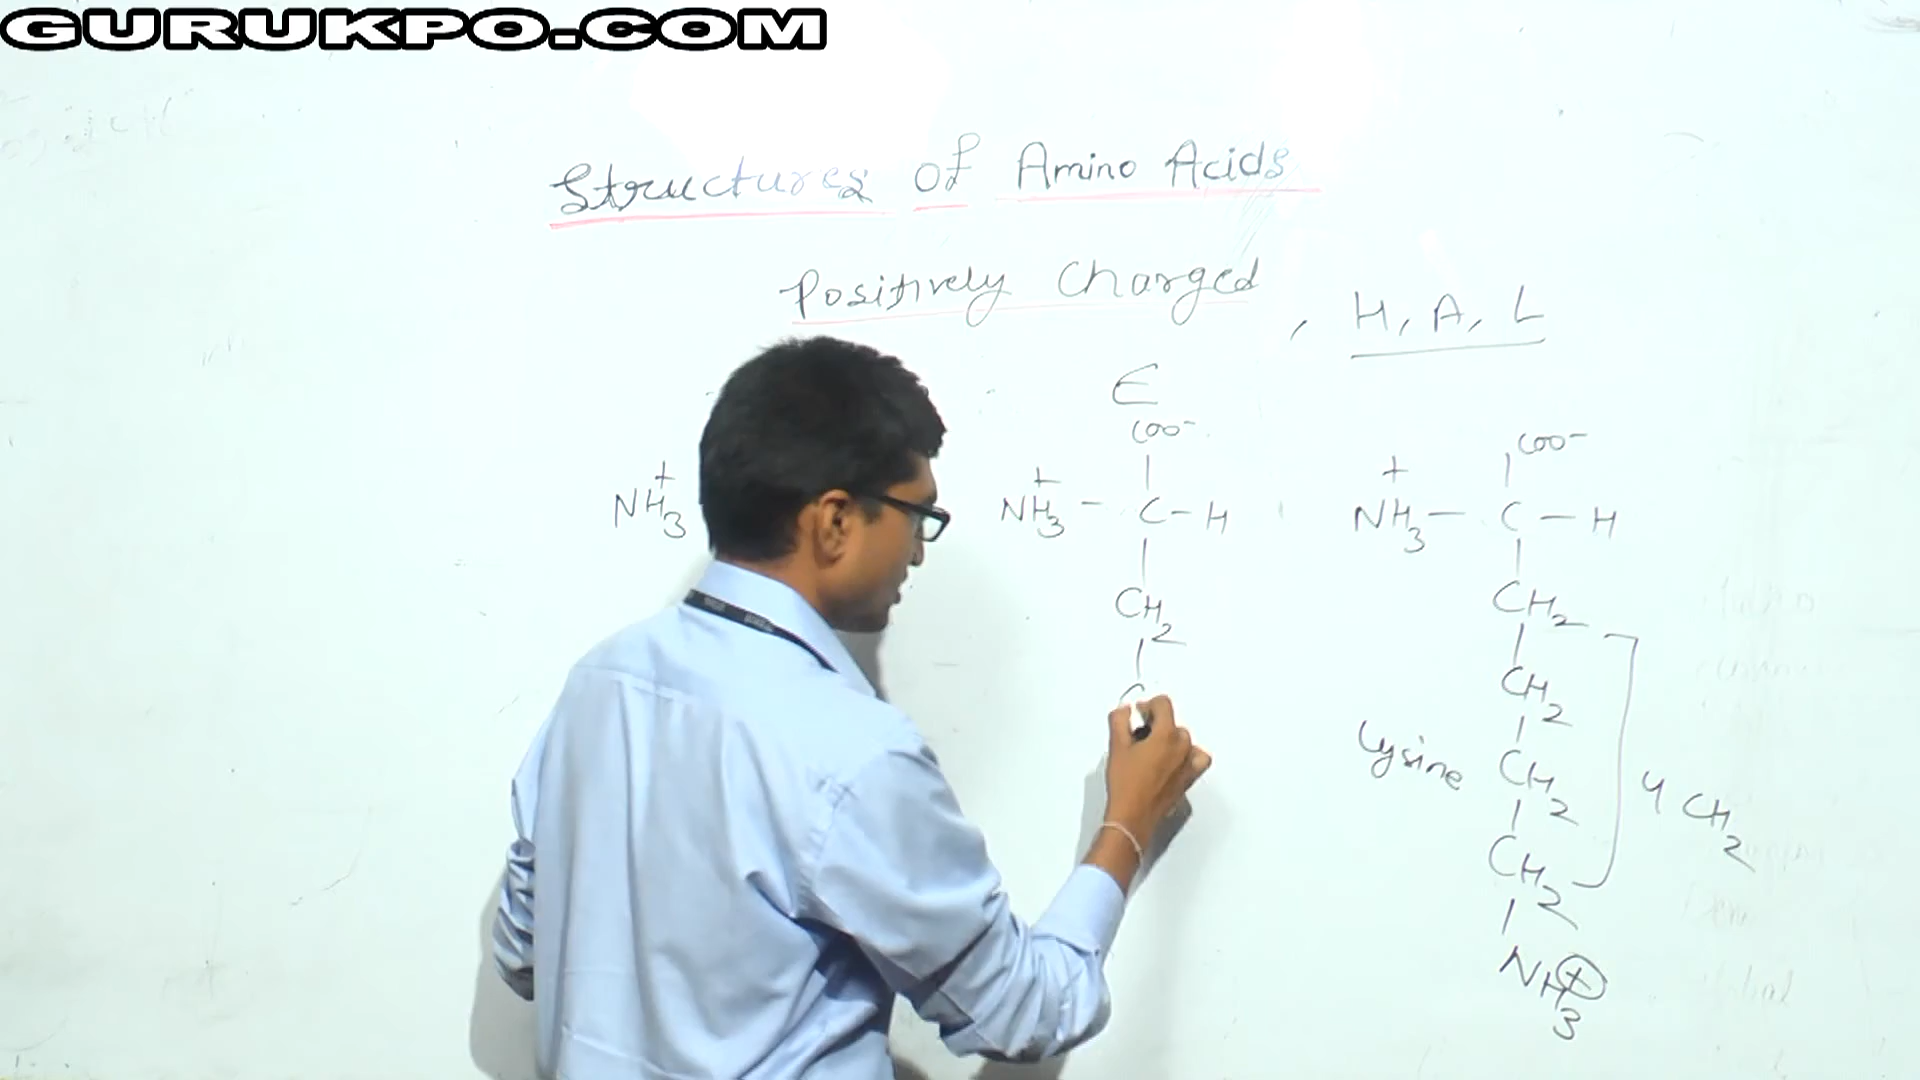 GURUKPO.COM
Structures of Amino Acids
Positively Charged , H, A, L
E
COO- COO-
+ + +
NH3 NH3 - C - H NH3 - C - H
CH2 CH2
C CH2
Lysine CH2 4 CH2
CH2
NH3 +